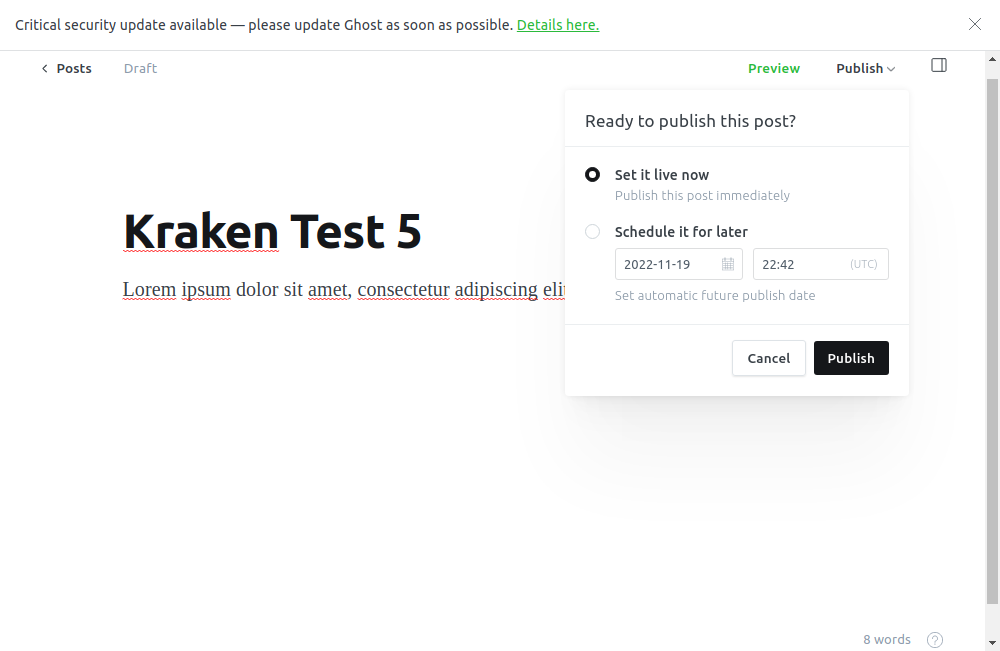 Critical security update available — please update Ghost as soon as possible. Details here.
Posts Draft Preview Publish
Ready to publish this post?
Set it live now
Publish this post immediately
Schedule it for later
2022-11-19 22:42 (UTC)
Set automatic future publish date
Cancel Publish
Kraken Test 5
Lorem ipsum dolor sit amet, consectetur adipiscing
8 words ?